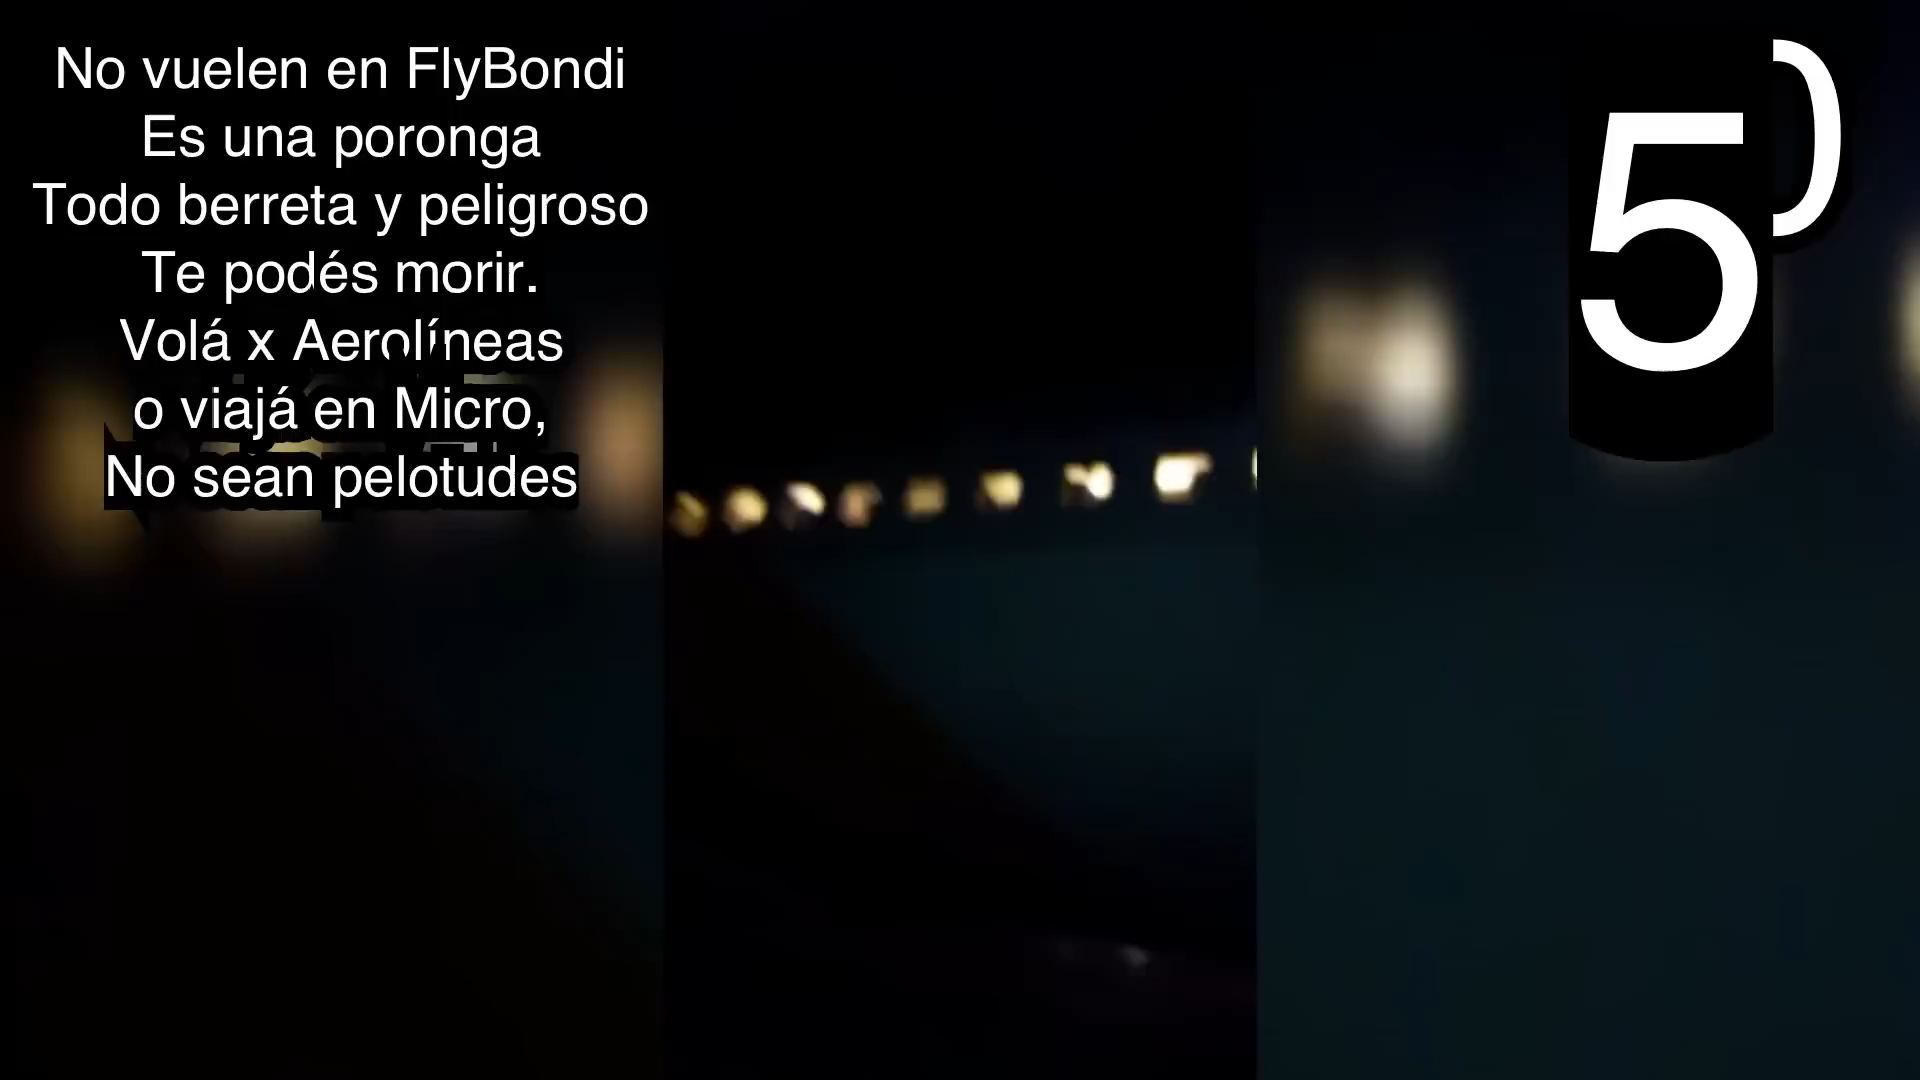 No vuelen en FlyBondi
Es una poronga
Todo berreta y peligroso
Te podés morir.
Volá x Aerolíneas
o viajá en Micro,
No sean pelotudes
5